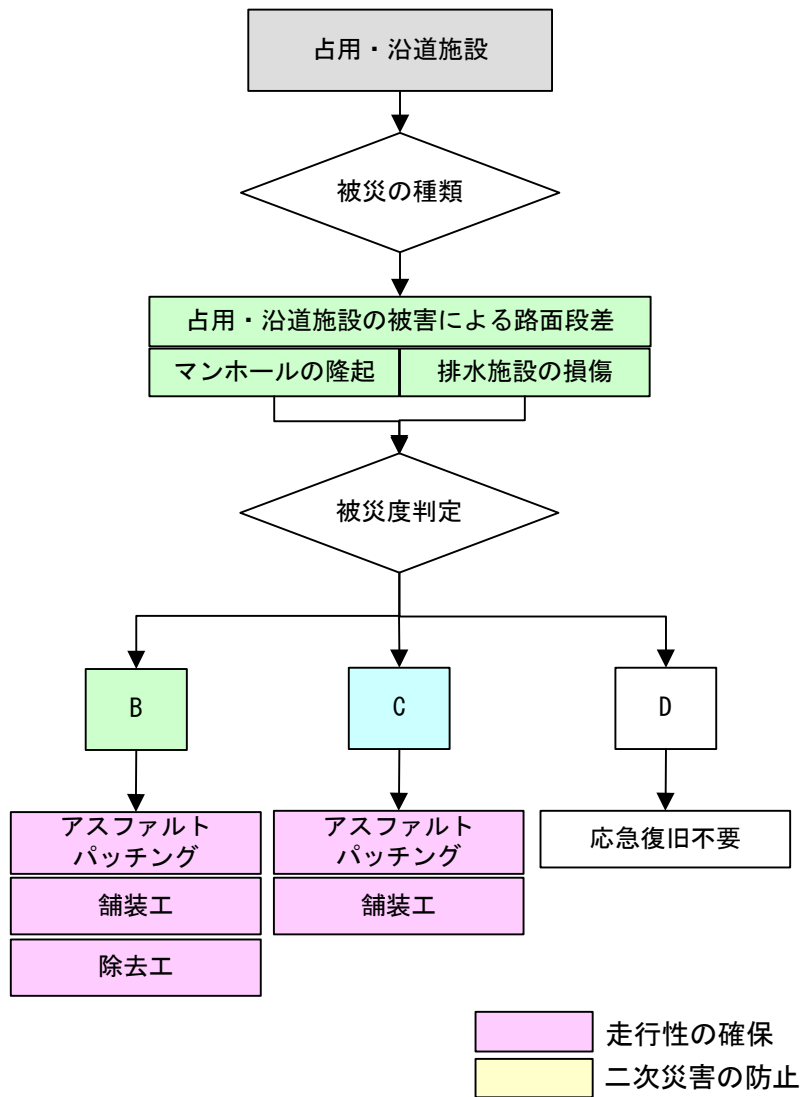 占用・沿道施設
被災の種類
占用・沿道施設の被害による路面段差
マンホールの隆起
排水施設の損傷
被災度判定
B
C
D
アスファルト
パッチング
舗装工
除去工
アスファルト
パッチング
舗装工
応急復旧不要
走行性の確保
二次災害の防止